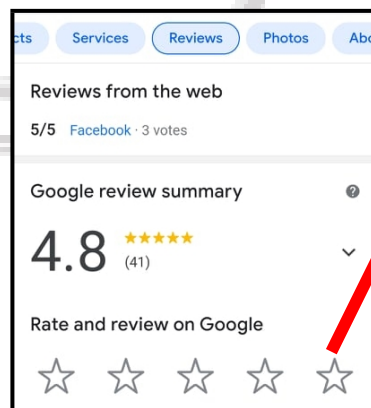 cts Services Reviews Photos Abo
Reviews from the web
5/5 Facebook · 3 votes
Google review summary
4.8
(41)
Rate and review on Google